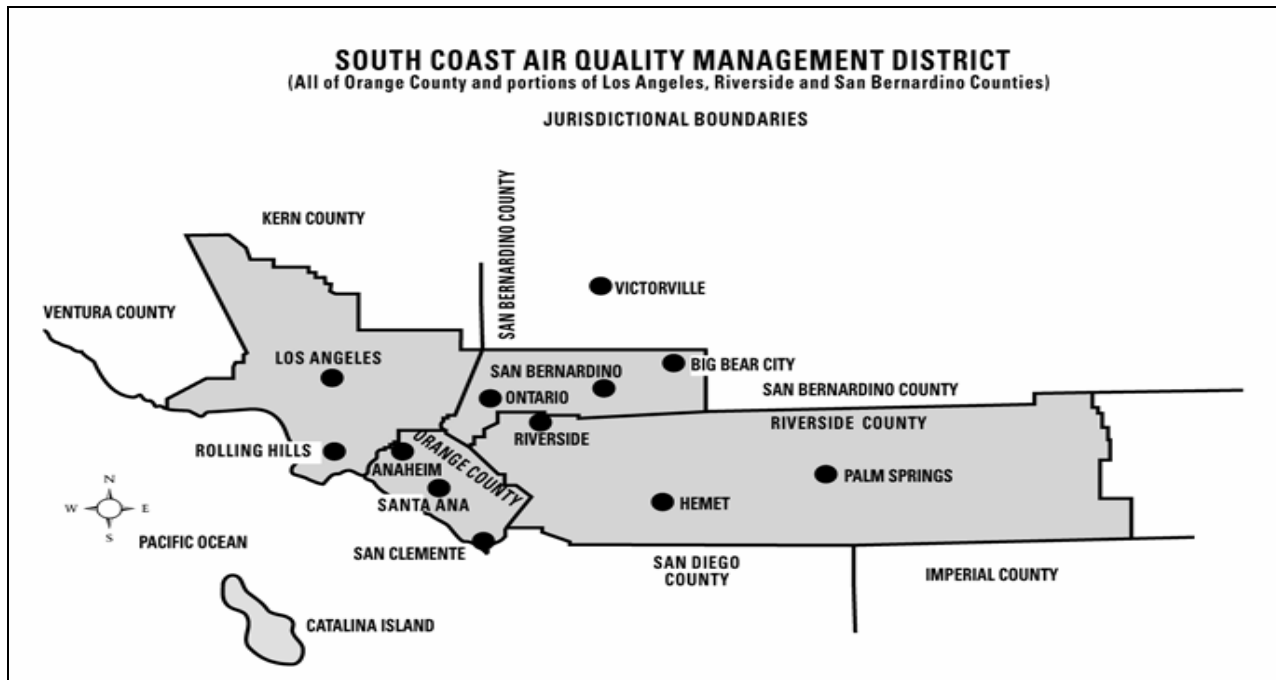 SOUTH COAST AIR QUALITY MANAGEMENT DISTRICT
(All of Orange County and portions of Los Angeles, Riverside and San Bernardino Counties)
JURISDICTIONAL BOUNDARIES
SAN BERNARDINO COUNTY
KERN COUNTY
VICTORVILLE
VENTURA COUNTY
LOS ANGELES
SAN BERNARDINO
BIG BEAR CITY
SAN BERNARDINO COUNTY
ONTARIO
RIVERSIDE COUNTY
RIVERSIDE
ORANGE COUNTY
ROLLING HILLS
ANAHEIM
PALM SPRINGS
N
W
E
S
SANTA ANA
HEMET
PACIFIC OCEAN
SAN CLEMENTE
SAN DIEGO
COUNTY
IMPERIAL COUNTY
CATALINA ISLAND